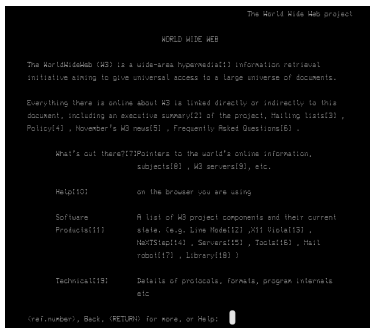 The World Wide Web project
WORLD WIDE WEB
The WorldWideWeb (W3) is a wide-area hypermedia[1] information retrieval
initiative aiming to give universal access to a large universe of documents.
Everything there is online about W3 is linked directly or indirectly to this
document, including an executive summary[2] of the project, Mailing lists[3] ,
Policy[4] , November's W3 news[5] , Frequently Asked Questions[6] .
What's out there?[7]Pointers to the world's online information,
subjects[8] , W3 servers[9], etc.
Help[10] on the browser you are using
Software A list of W3 project components and their current
Products[11] state. (e.g. Line Mode[12] ,X11 Viola[13] ,
NeXTStep[14] , Servers[15] , Tools[16] , Mail
robot[17] , Library[18] )
Technical[19] Details of protocols, formats, program internals
etc
<ref.number>, Back, <RETURN> for more, or Help: